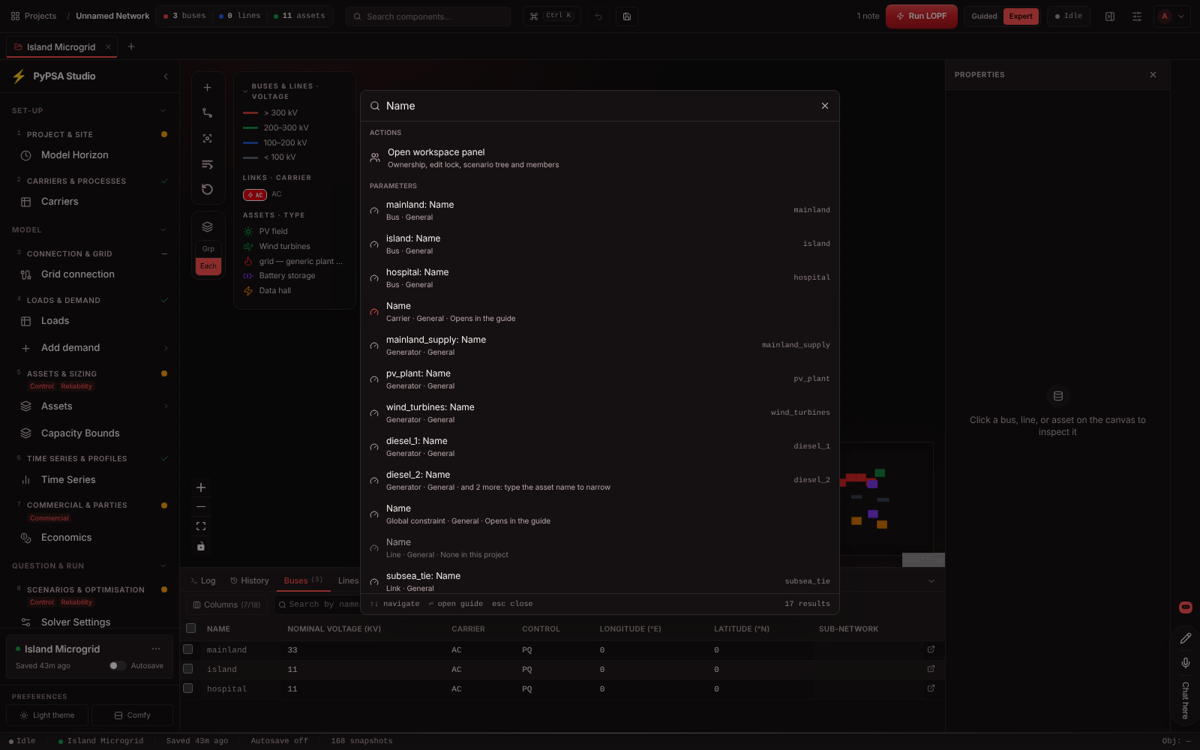 Projects / Unnamed Network 3 buses 0 lines 11 assets Search components... Ctrl K 1 note Run LOPF Guided Expert Idle A
Island Microgrid × +
PyPSA Studio
SET-UP
1 PROJECT & SITE
Model Horizon
2 CARRIERS & PROCESSES
Carriers
MODEL
3 CONNECTION & GRID
Grid connection
4 LOADS & DEMAND
Loads
Add demand
5 ASSETS & SIZING
Control Reliability
Assets
Capacity Bounds
6 TIME SERIES & PROFILES
Time Series
7 COMMERCIAL & PARTIES
Commercial
Economics
QUESTION & RUN
8 SCENARIOS & OPTIMISATION
Control Reliability
Solver Settings
Island Microgrid ...
Saved 43m ago Autosave
PREFERENCES
Light theme Comfy
Grp
Each
BUSES & LINES ·
VOLTAGE
> 300 kV
200–300 kV
100–200 kV
< 100 kV
LINKS · CARRIER
AC AC
ASSETS · TYPE
PV field
Wind turbines
grid — generic plant ...
Battery storage
Data hall
Name
ACTIONS
Open workspace panel
Ownership, edit lock, scenario tree and members
PARAMETERS
mainland: Name mainland
Bus · General
island: Name island
Bus · General
hospital: Name hospital
Bus · General
Name
Carrier · General · Opens in the guide
mainland_supply: Name mainland_supply
Generator · General
pv_plant: Name pv_plant
Generator · General
wind_turbines: Name wind_turbines
Generator · General
diesel_1: Name diesel_1
Generator · General
diesel_2: Name diesel_2
Generator · General · and 2 more: type the asset name to narrow
Name
Global constraint · General · Opens in the guide
Name
Line · General · None in this project
subsea_tie: Name subsea_tie
Link · General
↑↓ navigate ⏎ open guide esc close 17 results
PROPERTIES
Click a bus, line, or asset on the canvas to
inspect it
Log History Buses (3) Lines
Columns (7/18) Search by name
NAME NOMINAL VOLTAGE (KV) CARRIER CONTROL LONGITUDE (°E) LATITUDE (°N) SUB-NETWORK
mainland 33 AC PQ 0 0
island 11 AC PQ 0 0
hospital 11 AC PQ 0 0
Chat here
Idle Island Microgrid Saved 43m ago Autosave off 168 snapshots Obj: —